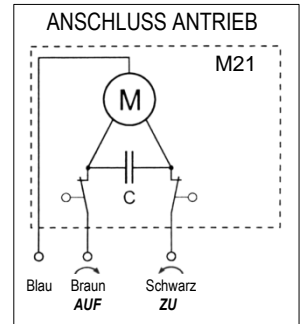 ANSCHLUSS ANTRIEB
M21
M
C
Blau Braun Schwarz
AUF ZU